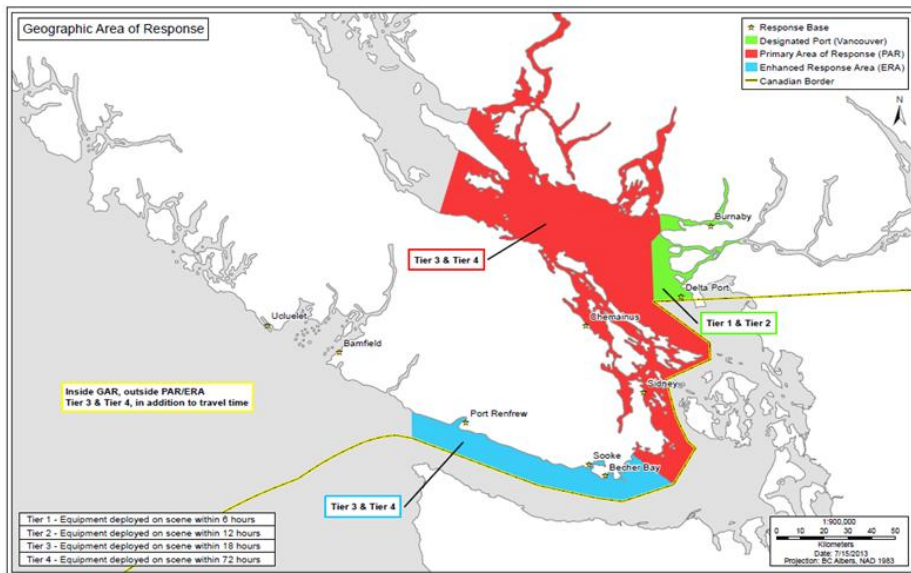 Geographic Area of Response
Response Base
Designated Port (Vancouver)
Primary Area of Response (PAR)
Enhanced Response Area (ERA)
Canadian Border
N
Burnaby
Tier 3 & Tier 4
Delta Port
Tier 1 & Tier 2
Chemainus
Ucluelet
Bamfield
Sidney
Inside GAR, outside PAR/ERA
Tier 3 & Tier 4, in addition to travel time
Port Renfrew
Sooke
Becher Bay
Tier 3 & Tier 4
Tier 1 - Equipment deployed on scene within 6 hours
Tier 2 - Equipment deployed on scene within 12 hours
Tier 3 - Equipment deployed on scene within 18 hours
Tier 4 - Equipment deployed on scene within 72 hours
1:900,000
0 10 20 30 40 50
Kilometers
Date: 7/15/2013
Projection: BC Albers, NAD 1983